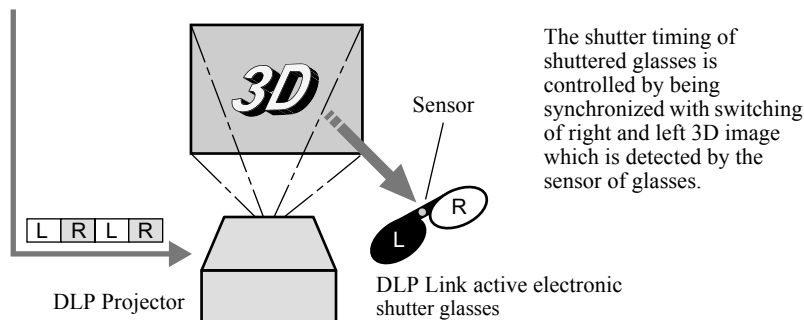 3D
The shutter timing of
shuttered glasses is
controlled by being
synchronized with switching
of right and left 3D image
which is detected by the
sensor of glasses.
Sensor
L R L R
R
L
DLP Projector
DLP Link active electronic
shutter glasses